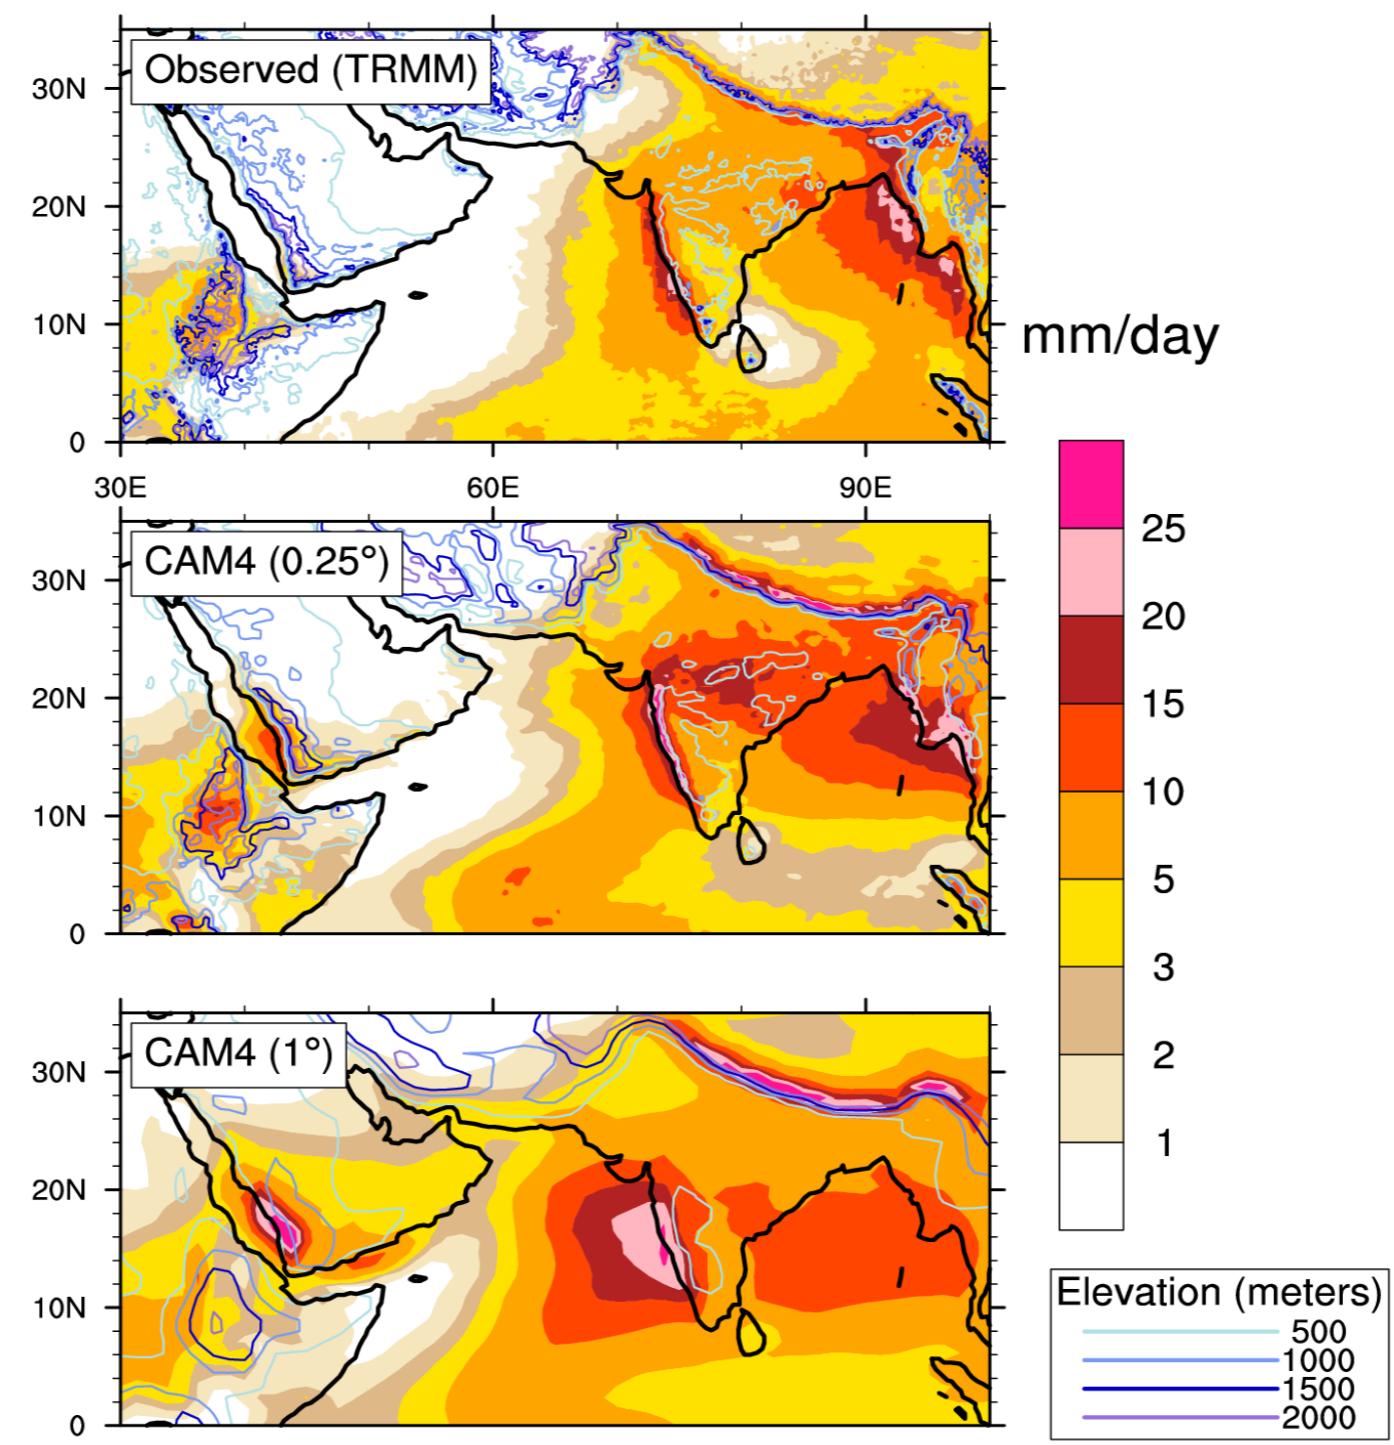 Observed (TRMM)
30N
20N
10N
0
30E 60E 90E
CAM4 (0.25°)
30N
20N
10N
0
CAM4 (1°)
30N
20N
10N
0
mm/day
25
20
15
10
5
3
2
1
Elevation (meters)
500
1000
1500
2000